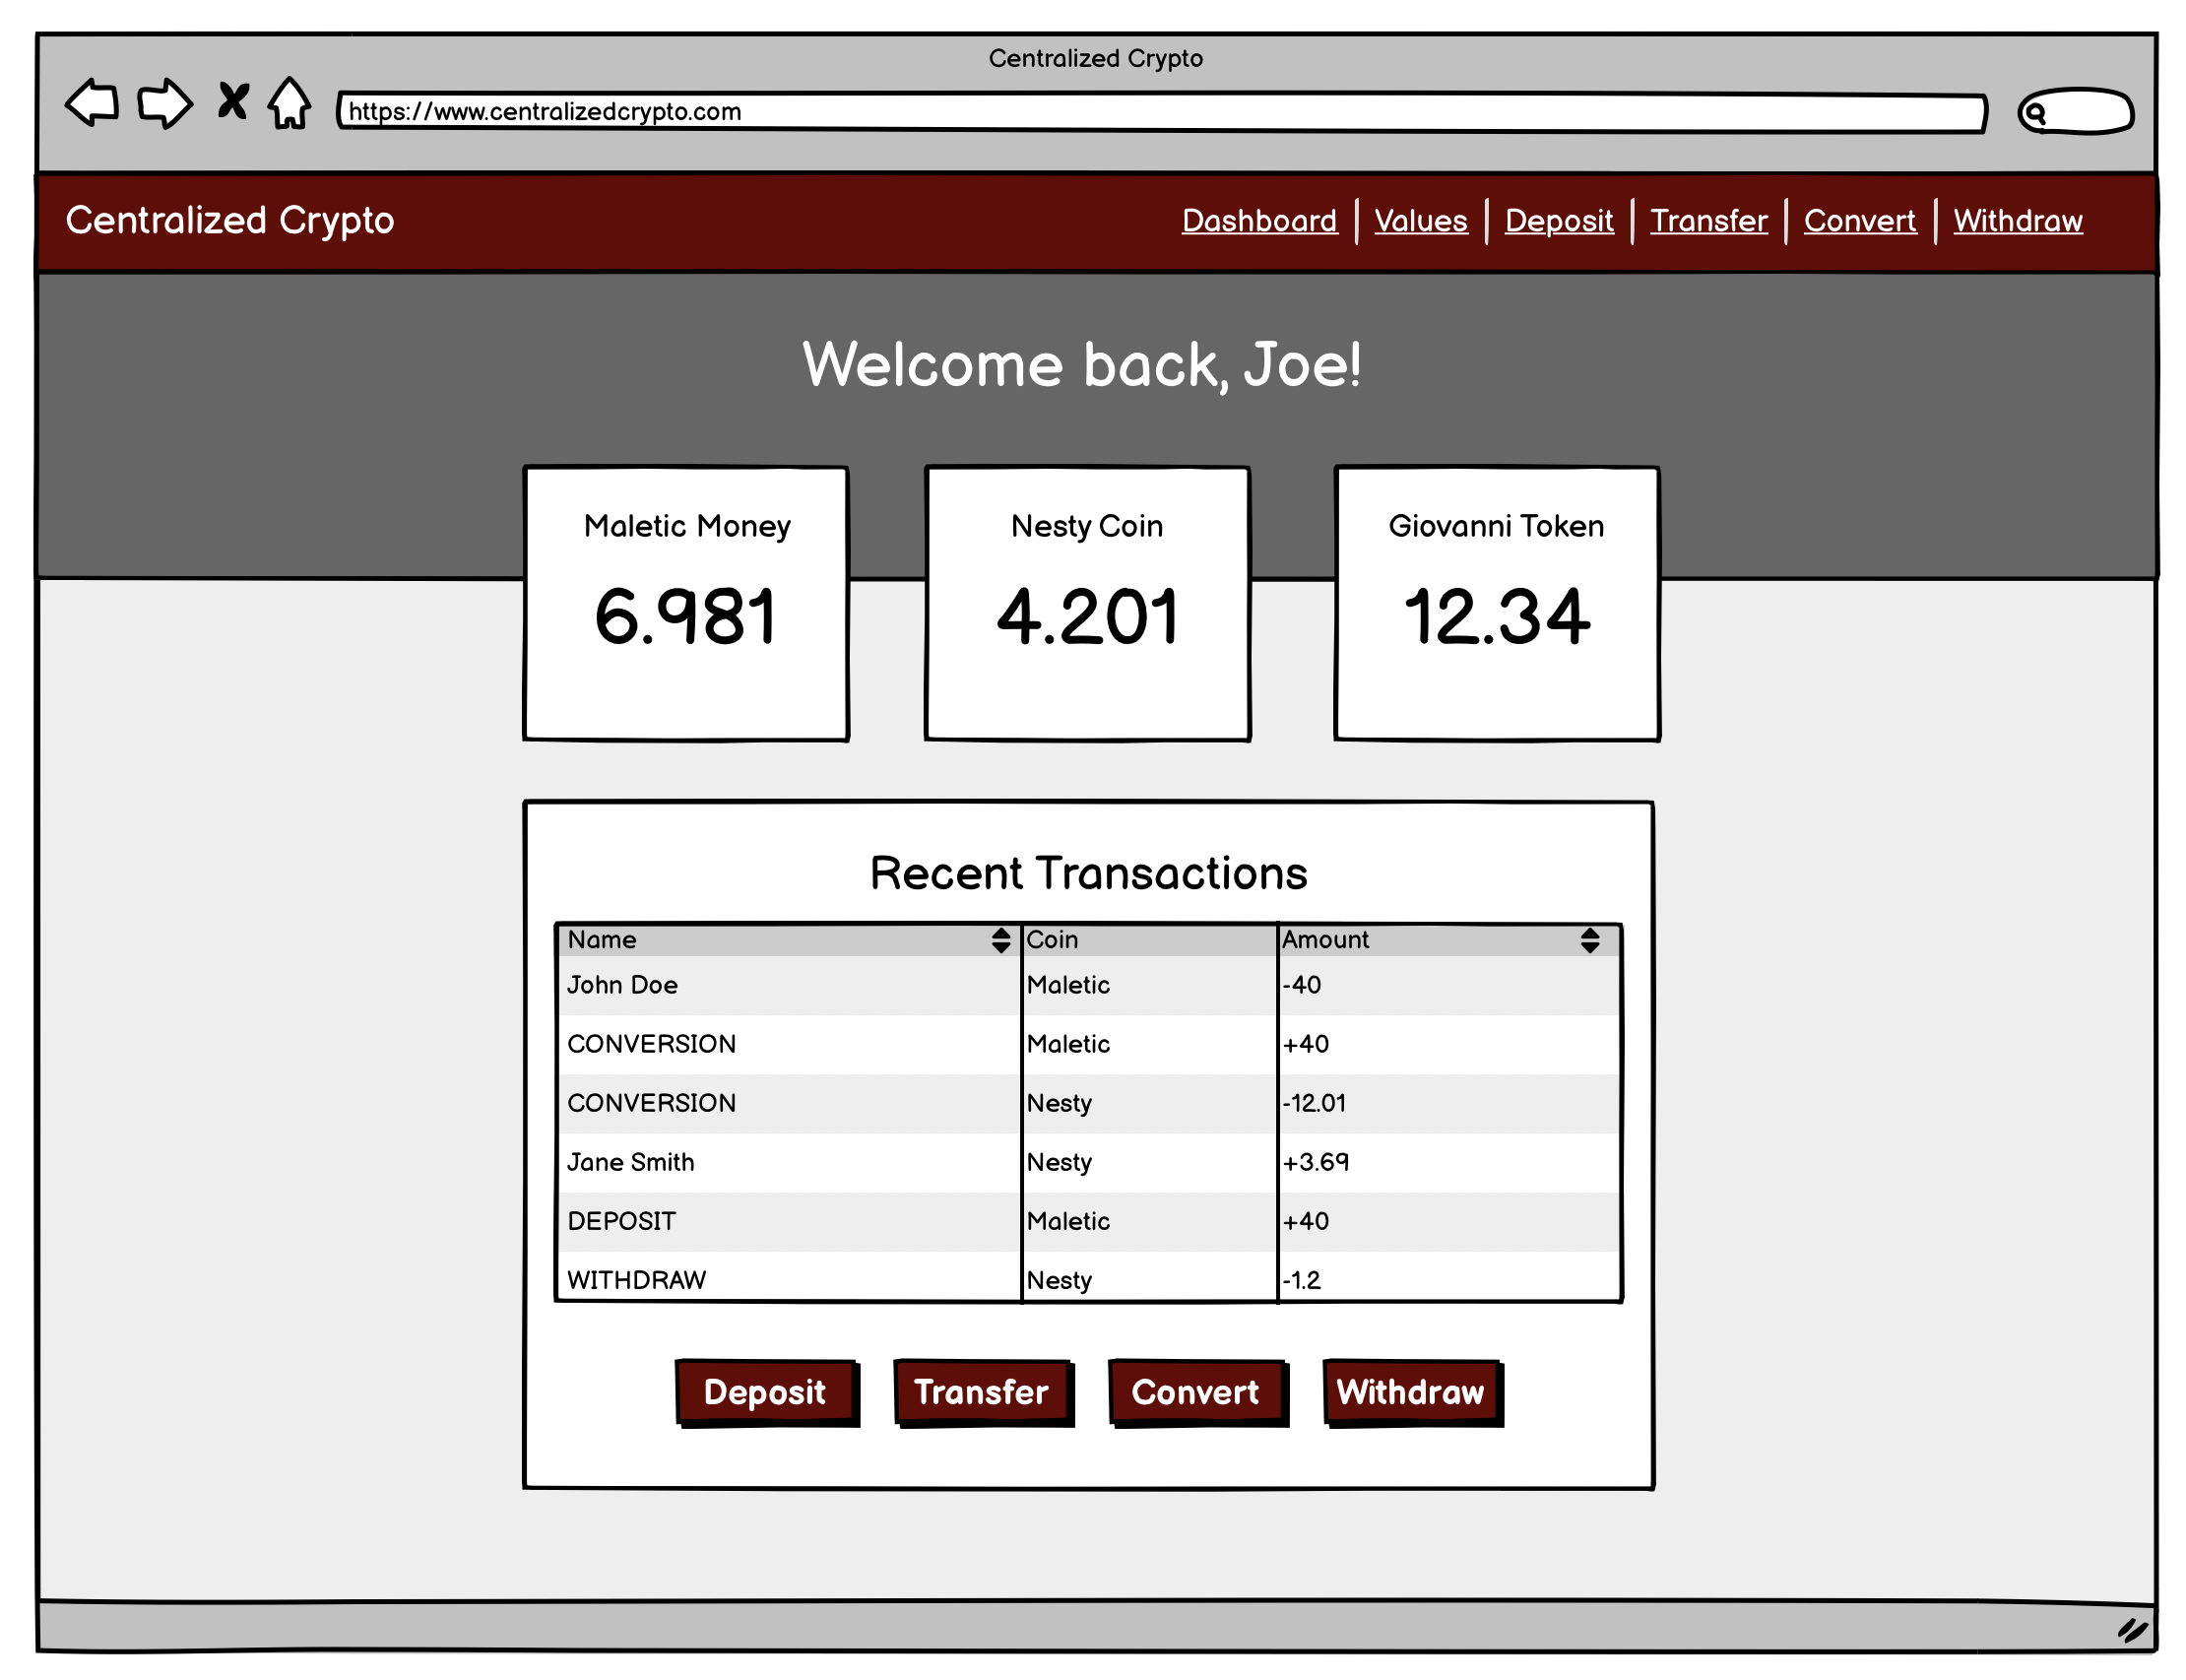 Centralized Crypto
https://www.centralizedcrypto.com
Centralized Crypto
Dashboard Values Deposit Transfer Convert Withdraw
Welcome back, Joe!
Maletic Money
6.981
Nesty Coin
4.201
Giovanni Token
12.34
Recent Transactions
Name Coin Amount
John Doe Maletic -40
CONVERSION Maletic +40
CONVERSION Nesty -12.01
Jane Smith Nesty +3.69
DEPOSIT Maletic +40
WITHDRAW Nesty -1.2
Deposit Transfer Convert Withdraw